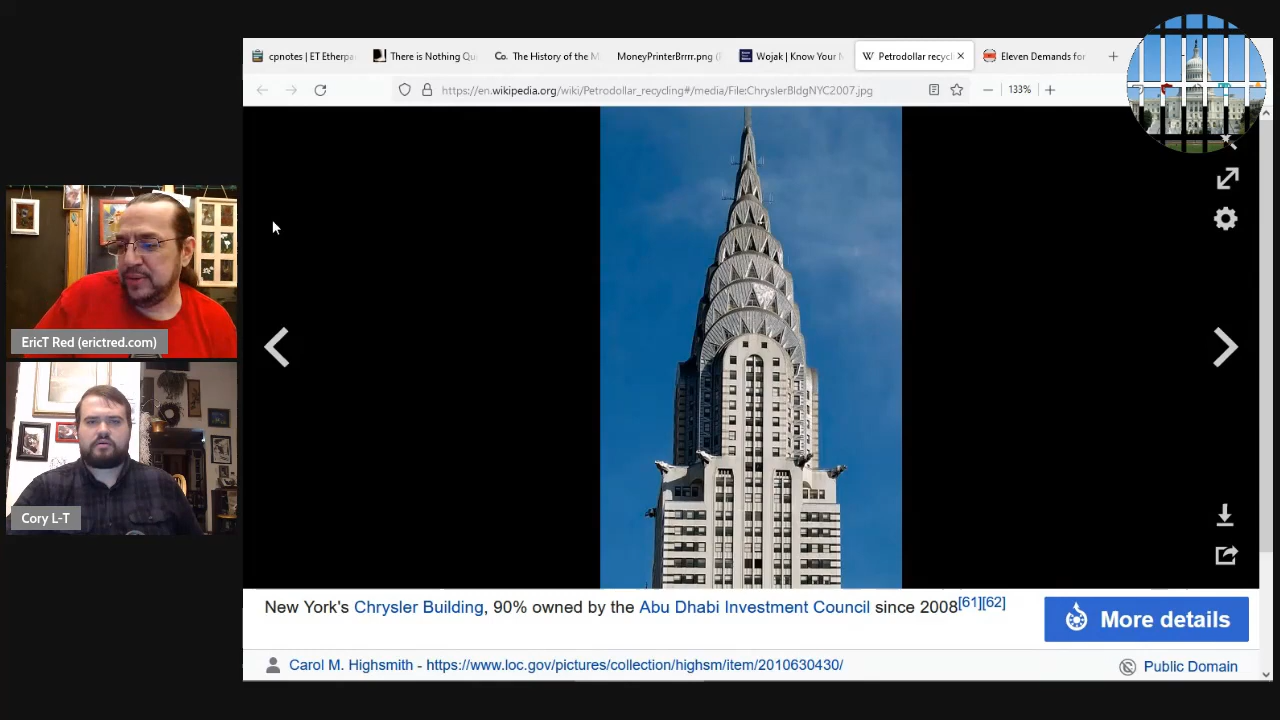 cpnotes | ET Etherpa
There is Nothing Qu
Co. The History of the M
MoneyPrinterBrrr.png (I
Wojak | Know Your M
W Petrodollar recycl
Eleven Demands for
https://en.wikipedia.org/wiki/Petrodollar_recycling#/media/File:ChryslerBldgNYC2007.jpg
133%
EricT Red (erictred.com)
Cory L-T
New York's Chrysler Building, 90% owned by the Abu Dhabi Investment Council since 2008[61][62]
More details
Carol M. Highsmith - https://www.loc.gov/pictures/collection/highsm/item/2010630430/
Public Domain